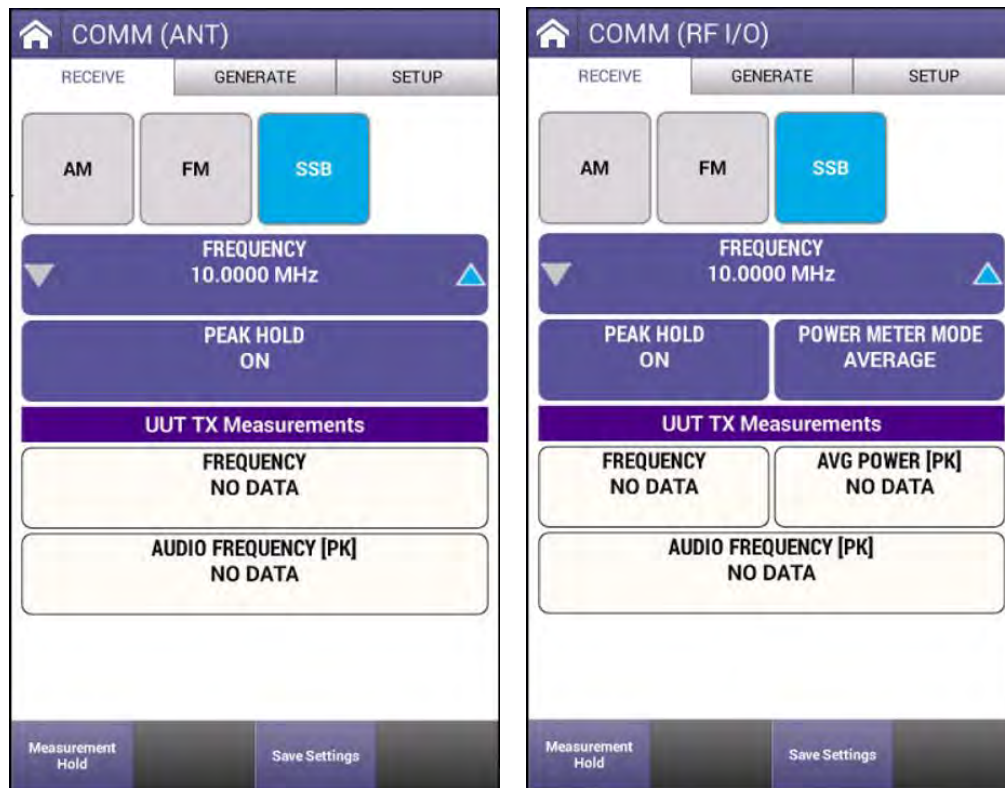 COMM (ANT)
RECEIVE GENERATE SETUP
AM FM SSB
FREQUENCY
10.0000 MHz
PEAK HOLD
ON
UUT TX Measurements
FREQUENCY
NO DATA
AUDIO FREQUENCY [PK]
NO DATA
Measurement
Hold
Save Settings
COMM (RF I/O)
RECEIVE GENERATE SETUP
AM FM SSB
FREQUENCY
10.0000 MHz
PEAK HOLD
ON
POWER METER MODE
AVERAGE
UUT TX Measurements
FREQUENCY
NO DATA
AVG POWER [PK]
NO DATA
AUDIO FREQUENCY [PK]
NO DATA
Measurement
Hold
Save Settings